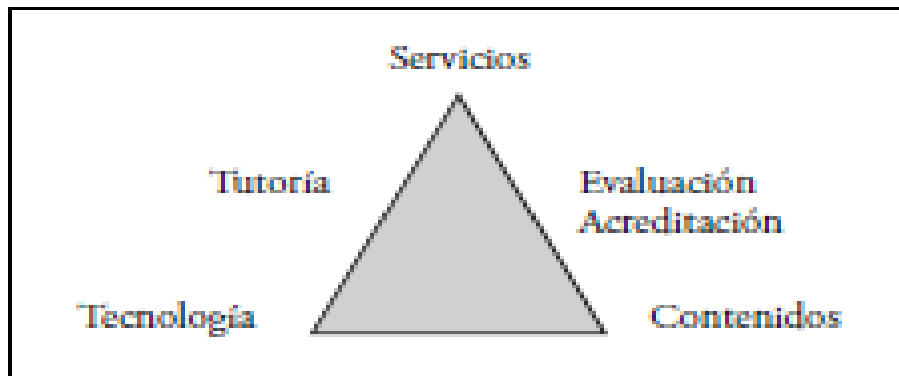 Servicios
Tutoría
Evaluación
Acreditación
Tecnología
Contenidos